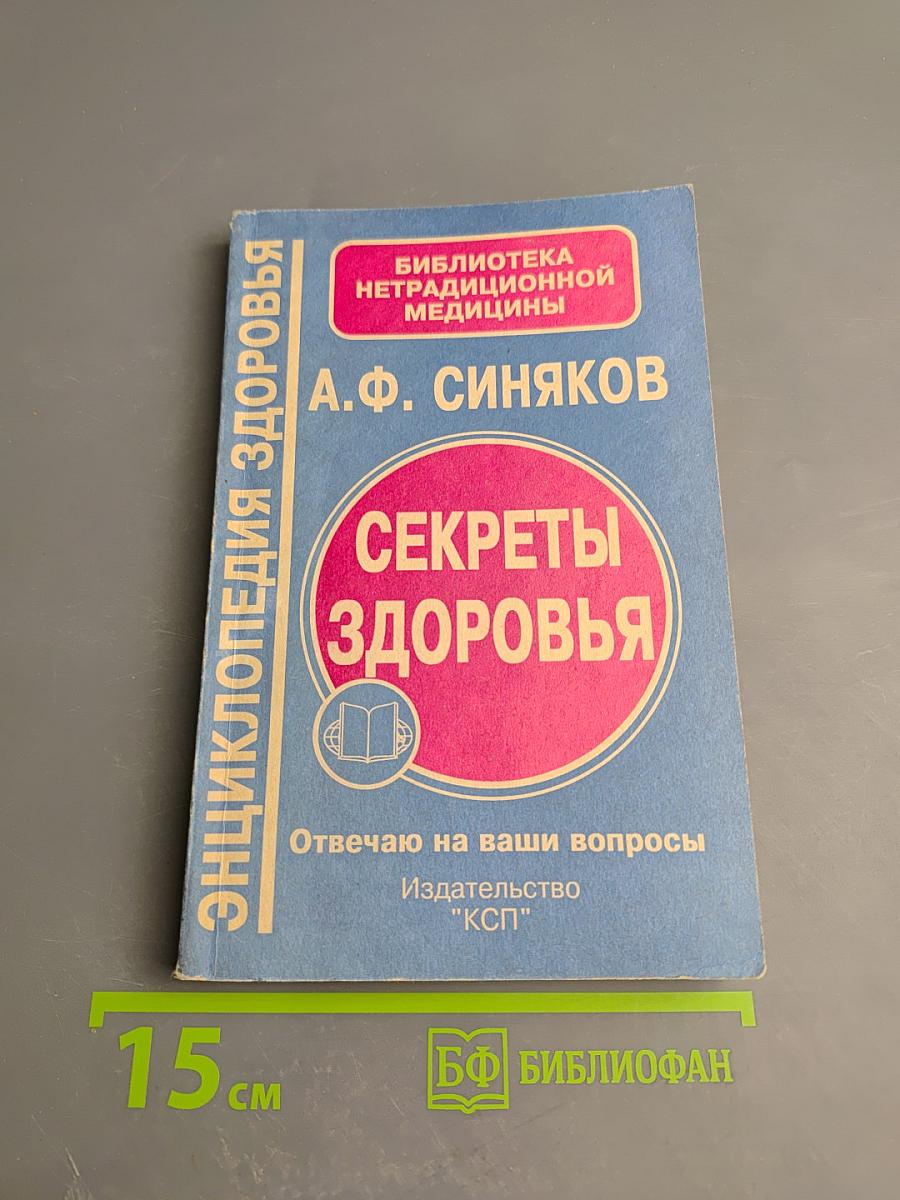 ЭНЦИКЛОПЕДИЯ ЗДОРОВЬЯ
БИБЛИОТЕКА
НЕТРАДИЦИОННОЙ
МЕДИЦИНЫ
А.Ф. СИНЯКОВ
СЕКРЕТЫ
ЗДОРОВЬЯ
Отвечаю на ваши вопросы
Издательство
"КСП"
15 см
БФ БИБЛИОФАН